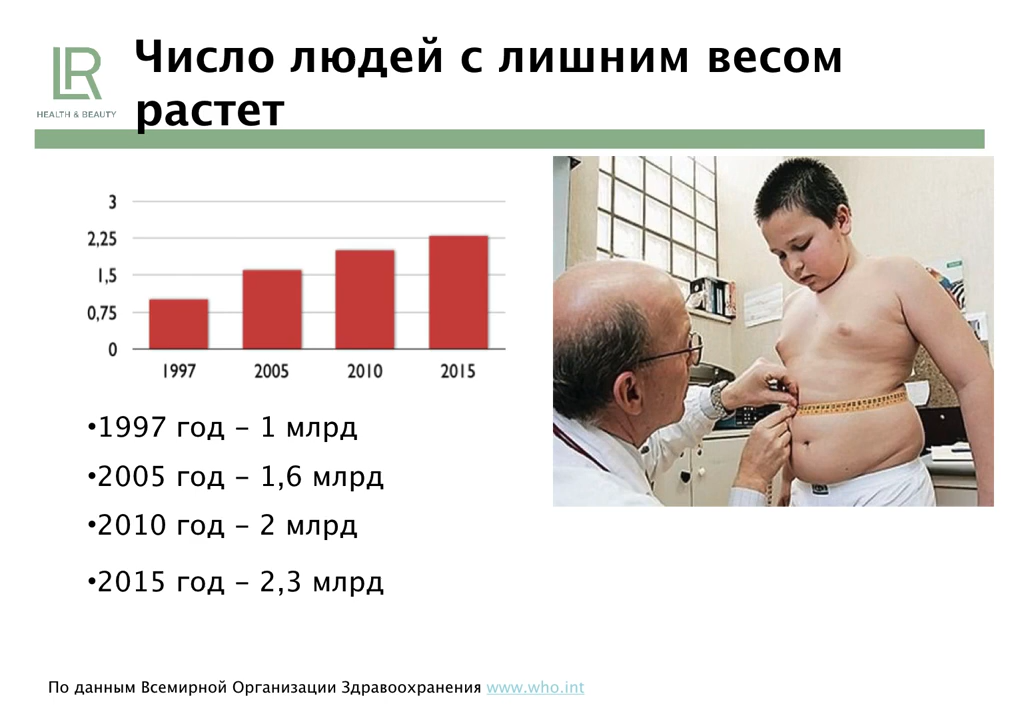 Число людей с лишним весом
растет
LR
HEALTH & BEAUTY
3
2,25
1,5
0,75
0
1997 2005 2010 2015
•1997 год – 1 млрд
•2005 год – 1,6 млрд
•2010 год – 2 млрд
•2015 год – 2,3 млрд
По данным Всемирной Организации Здравоохранения www.who.int